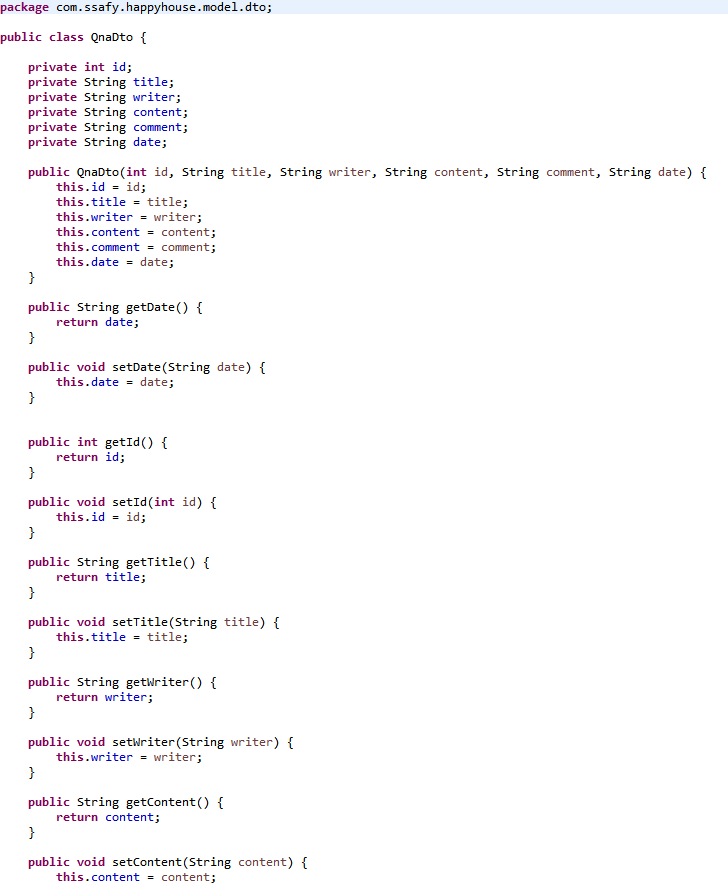 package com.ssafy.happyhouse.model.dto;
public class QnaDto {
private int id;
private String title;
private String writer;
private String content;
private String comment;
private String date;
public QnaDto(int id, String title, String writer, String content, String comment, String date) {
this.id = id;
this.title = title;
this.writer = writer;
this.content = content;
this.comment = comment;
this.date = date;
}
public String getDate() {
return date;
}
public void setDate(String date) {
this.date = date;
}
public int getId() {
return id;
}
public void setId(int id) {
this.id = id;
}
public String getTitle() {
return title;
}
public void setTitle(String title) {
this.title = title;
}
public String getWriter() {
return writer;
}
public void setWriter(String writer) {
this.writer = writer;
}
public String getContent() {
return content;
}
public void setContent(String content) {
this.content = content;